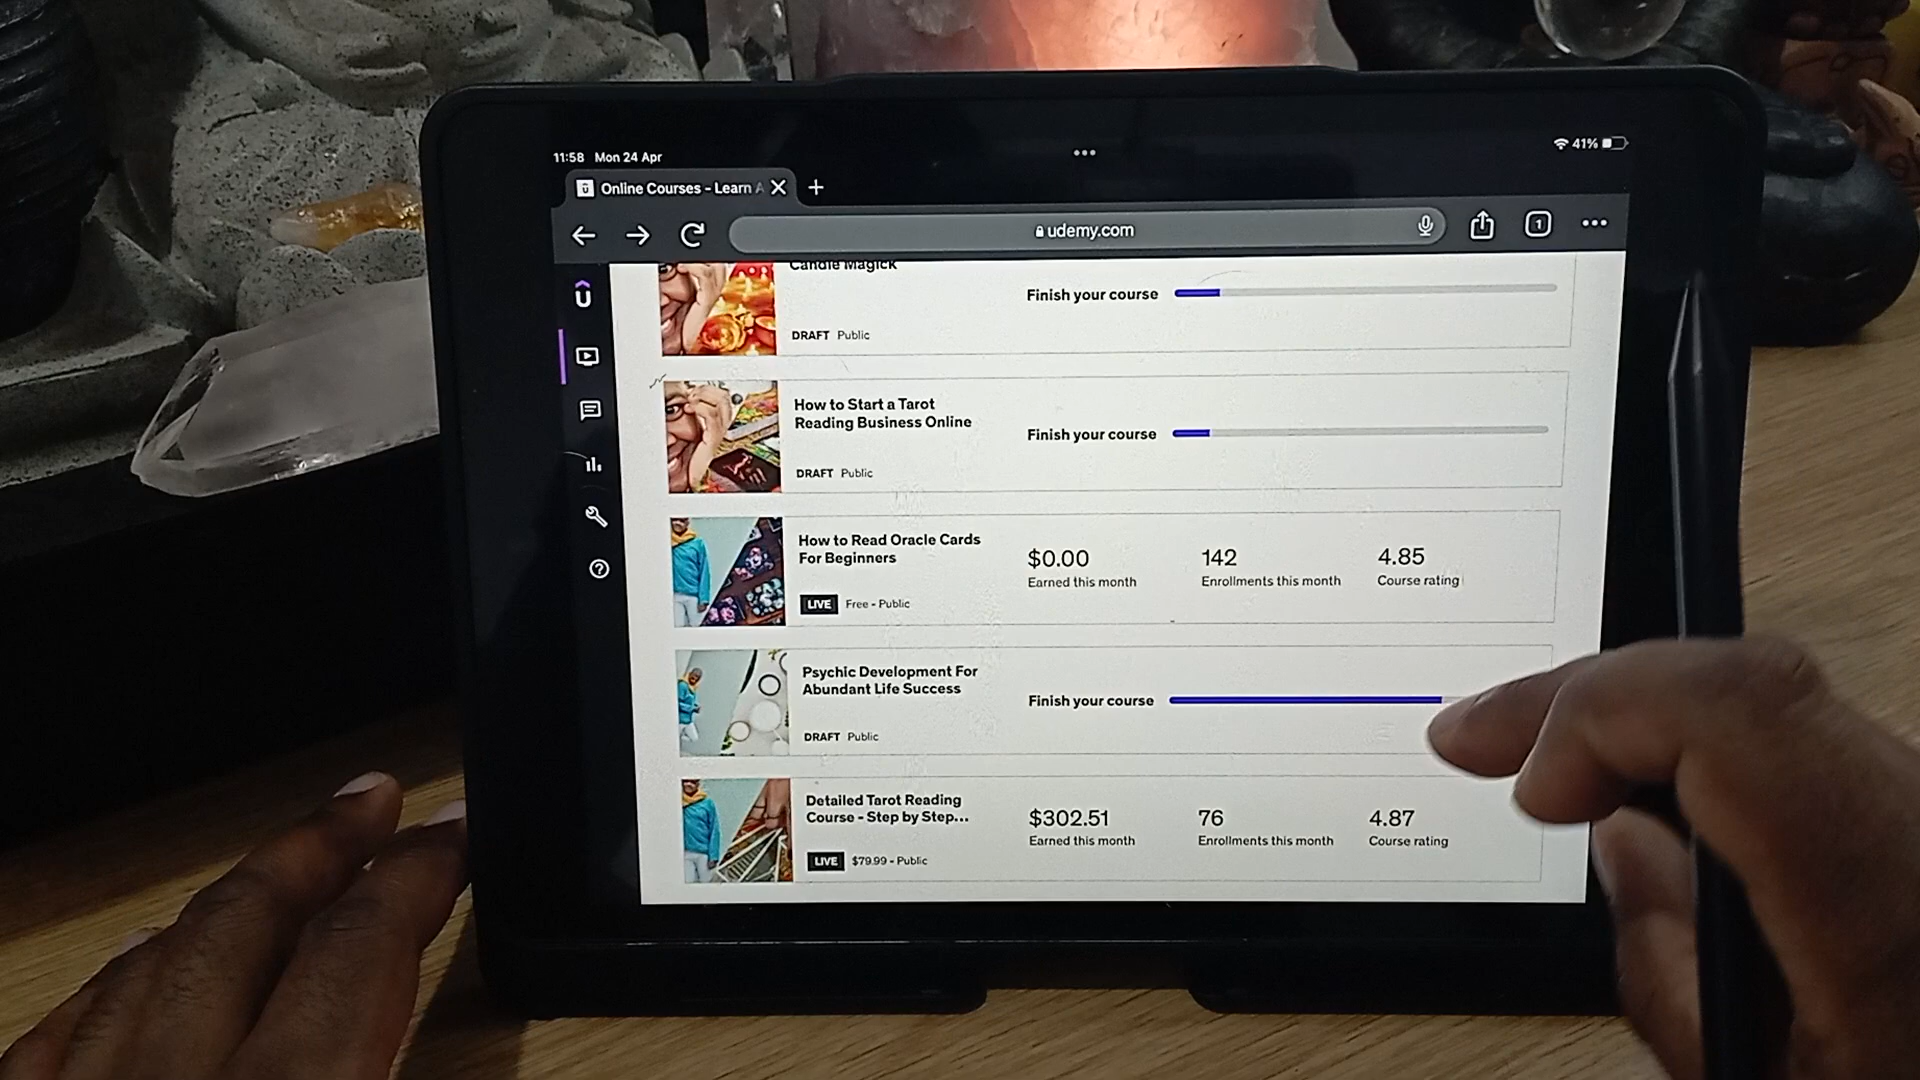 11:58 Mon 24 Apr
41%
Online Courses - Learn A
udemy.com
1
Candle Magick
Finish your course
DRAFT Public
How to Start a Tarot
Reading Business Online
Finish your course
DRAFT Public
How to Read Oracle Cards
For Beginners
$0.00
142
4.85
Earned this month
Enrollments this month
Course rating
LIVE Free - Public
Psychic Development For
Abundant Life Success
Finish your course
DRAFT Public
Detailed Tarot Reading
Course - Step by Step...
$302.51
76
4.87
Earned this month
Enrollments this month
Course rating
LIVE $79.99 - Public